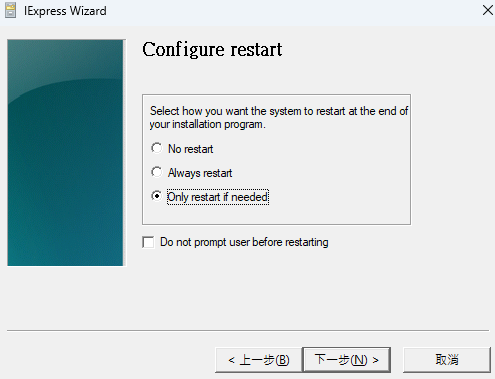 IExpress Wizard
Configure restart
Select how you want the system to restart at the end of
your installation program.
No restart
Always restart
Only restart if needed
Do not prompt user before restarting
< 上一步(B)
下一步(N) >
取消